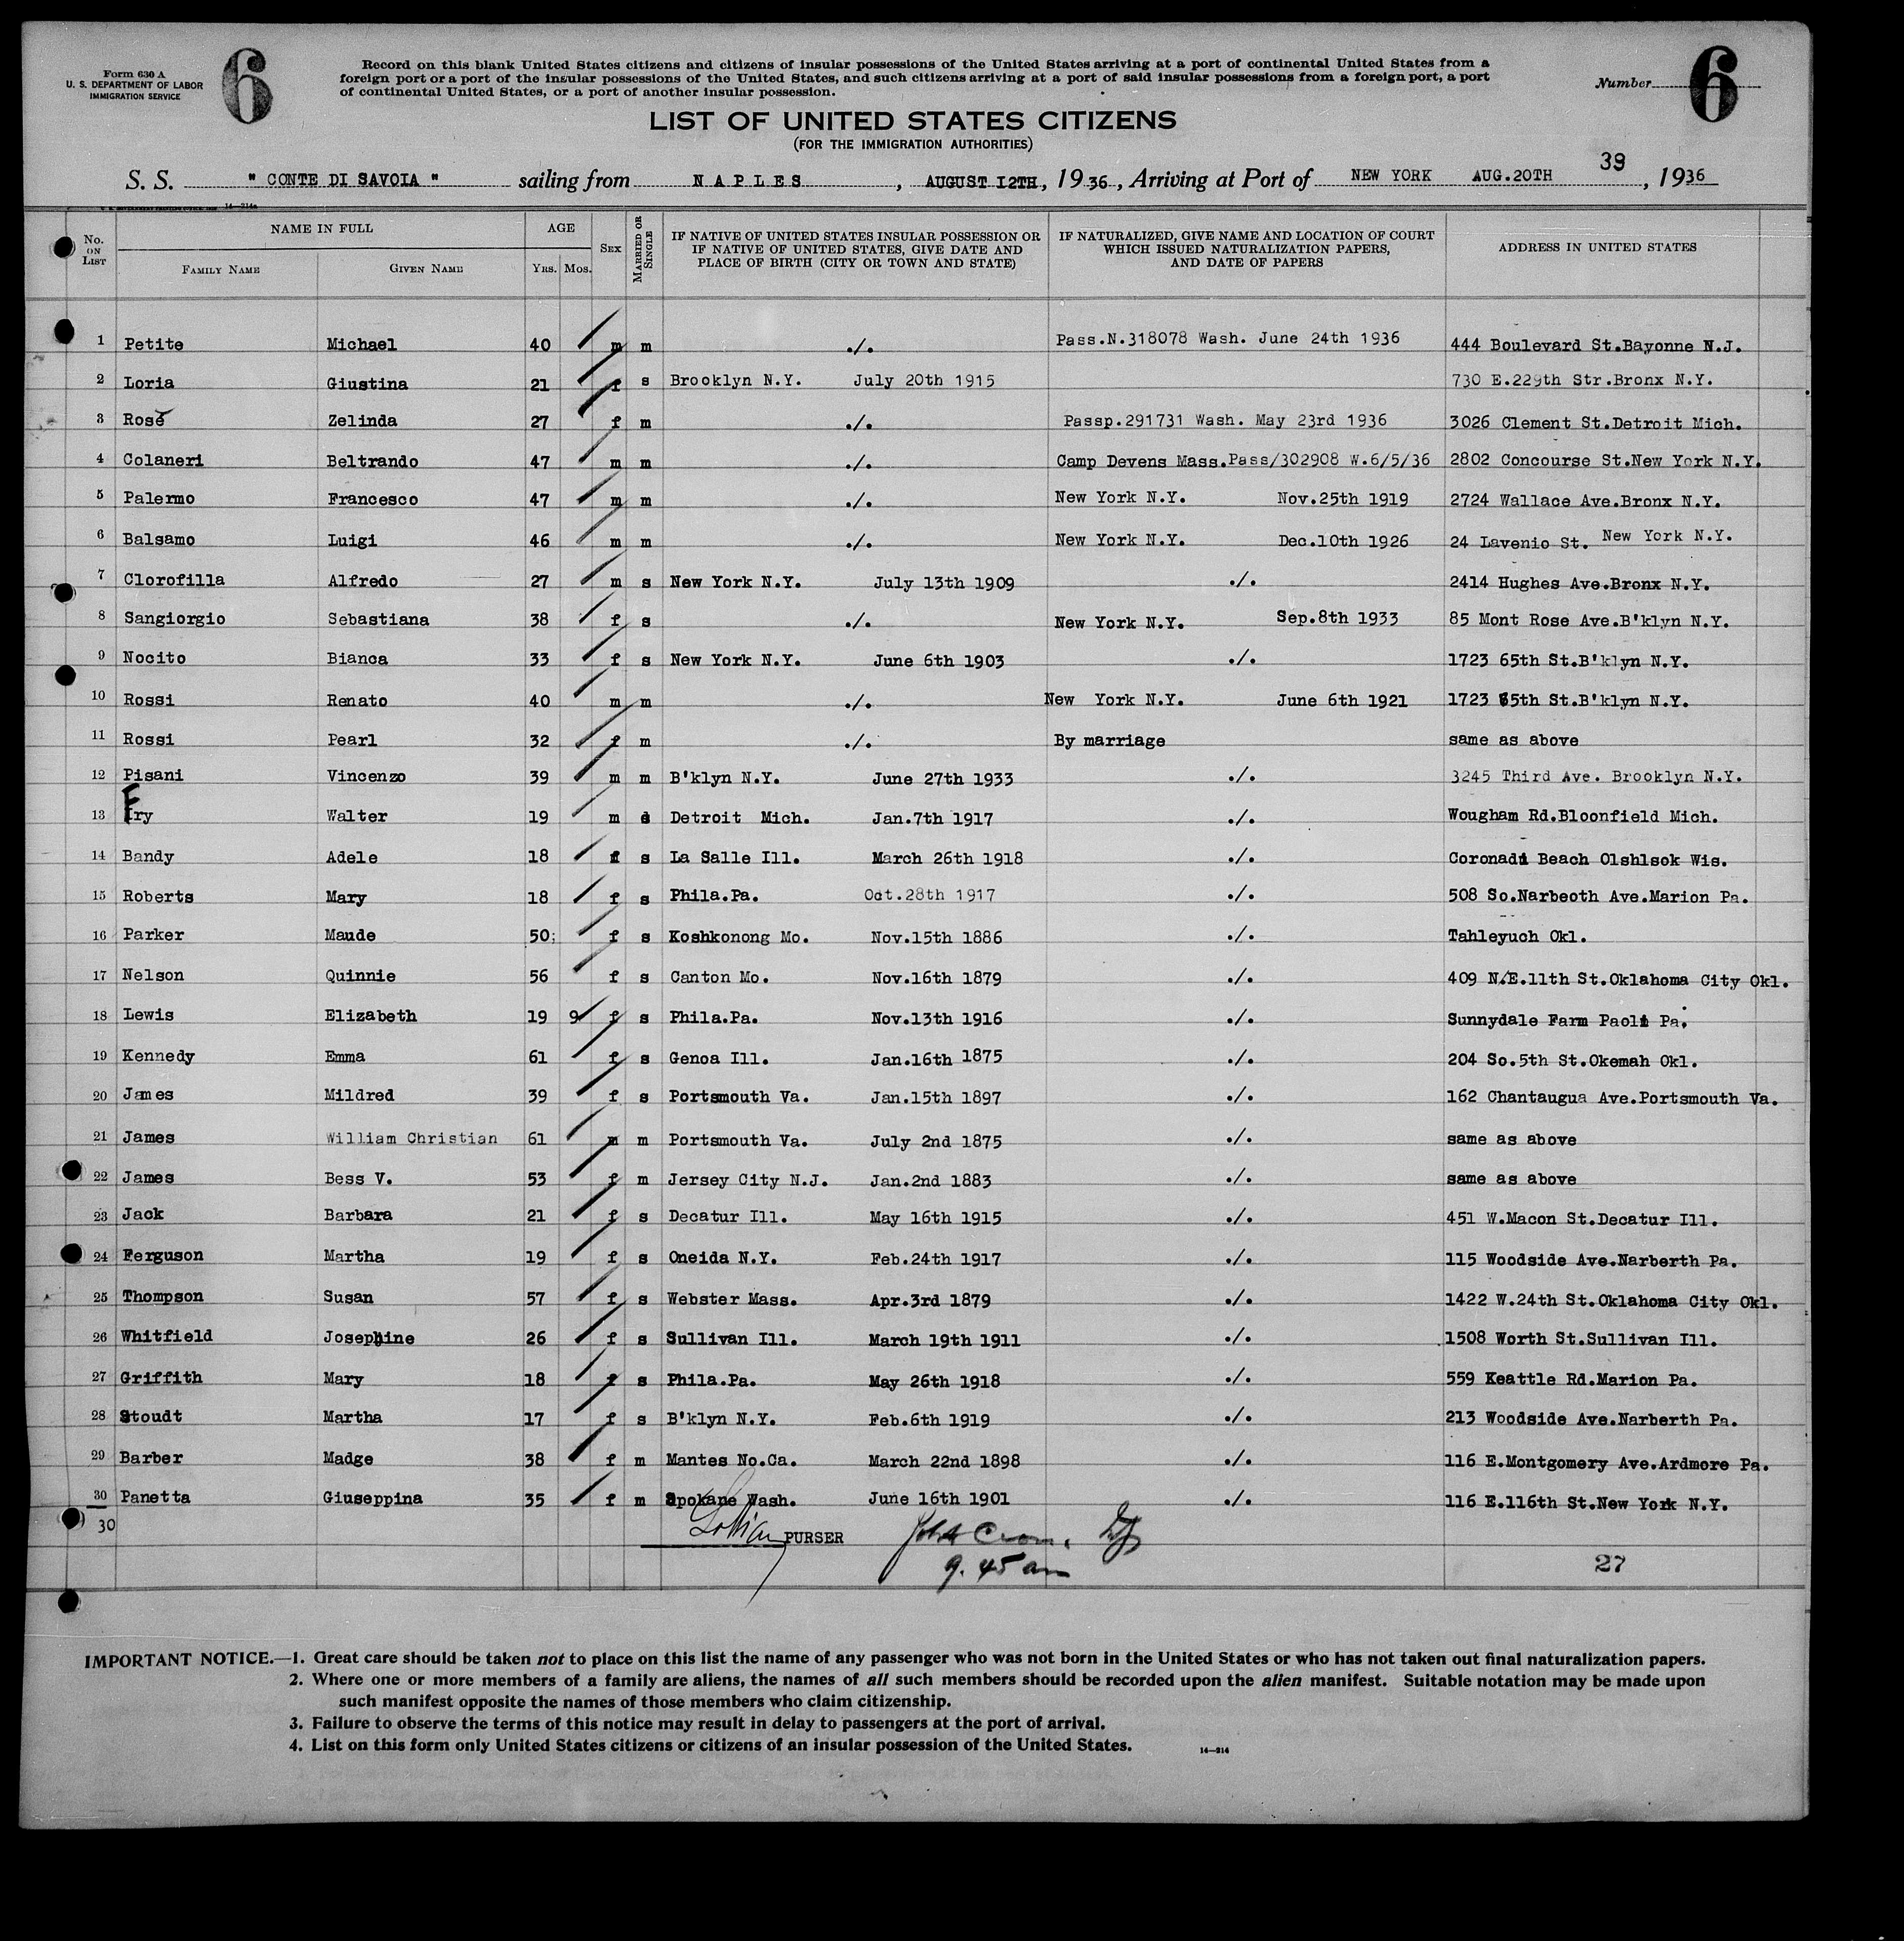 Form 630 A
U. S. DEPARTMENT OF LABOR
IMMIGRATION SERVICE
6
Record on this blank United States citizens and citizens of insular possessions of the United States arriving at a port of continental United States from a
foreign port or a port of the insular possessions of the United States, and such citizens arriving at a port of said insular possessions from a foreign port, a port
of continental United States, or a port of another insular possession.
Number 6
LIST OF UNITED STATES CITIZENS
(FOR THE IMMIGRATION AUTHORITIES)
S. S. " CONTE DI SAVOIA " sailing from NAPLES, AUGUST 12TH, 1936, Arriving at Port of NEW YORK AUG.20TH 39, 1936
No. ON LIST NAME IN FULL FAMILY NAME GIVEN NAME AGE YRS. MOS. SEX MARRIED OR SINGLE IF NATIVE OF UNITED STATES INSULAR POSSESSION OR IF NATIVE OF UNITED STATES, GIVE DATE AND PLACE OF BIRTH (CITY OR TOWN AND STATE) IF NATURALIZED, GIVE NAME AND LOCATION OF COURT WHICH ISSUED NATURALIZATION PAPERS, AND DATE OF PAPERS ADDRESS IN UNITED STATES
1 Petite Michael 40 m m ./. Pass.N.318078 Wash. June 24th 1936 444 Boulevard St.Bayonne N.J.
2 Loria Giustina 21 f s Brooklyn N.Y. July 20th 1915 730 E.229th Str.Bronx N.Y.
3 Rose Zelinda 27 f m ./. Passp.291731 Wash. May 23rd 1936 3026 Clement St.Detroit Mich.
4 Colaneri Beltrando 47 m m ./. Camp Devens Mass.Pass/302908 W.6/5/36 2802 Concourse St.New York N.Y.
5 Palermo Francesco 47 m m ./. New York N.Y. Nov.25th 1919 2724 Wallace Ave.Bronx N.Y.
6 Balsamo Luigi 46 m m ./. New York N.Y. Dec.10th 1926 24 Lavenio St. New York N.Y.
7 Clorofilla Alfredo 27 m s New York N.Y. July 13th 1909 ./. 2414 Hughes Ave.Bronx N.Y.
8 Sangiorgio Sebastiana 38 f s ./. New York N.Y. Sep.8th 1933 85 Mont Rose Ave.B'klyn N.Y.
9 Nocito Bianca 33 f s New York N.Y. June 6th 1903 ./. 1723 65th St.B'klyn N.Y.
10 Rossi Renato 40 m m ./. New York N.Y. June 6th 1921 1723 65th St.B'klyn N.Y.
11 Rossi Pearl 32 f m ./. By marriage same as above
12 Pisani Vincenzo 39 m m B'klyn N.Y. June 27th 1933 ./. 3245 Third Ave. Brooklyn N.Y.
13 Fry Walter 19 m s Detroit Mich. Jan.7th 1917 ./. Wougham Rd.Bloonfield Mich.
14 Bandy Adele 18 f s La Salle Ill. March 26th 1918 ./. Coronadi Beach Olshlsok Wis.
15 Roberts Mary 18 f s Phila.Pa. Oct.28th 1917 ./. 508 So.Narbeoth Ave.Marion Pa.
16 Parker Maude 50; f s Koshkonong Mo. Nov.15th 1886 ./. Tahleyuch Okl.
17 Nelson Quinnie 56 f s Canton Mo. Nov.16th 1879 ./. 409 N.E.11th St.Oklahoma City Okl.
18 Lewis Elizabeth 19 9 f s Phila.Pa. Nov.13th 1916 ./. Sunnydale Farm Paoli Pa.
19 Kennedy Emma 61 f s Genoa Ill. Jan.16th 1875 ./. 204 So.5th St.Okemah Okl.
20 James Mildred 39 f s Portsmouth Va. Jan.15th 1897 ./. 162 Chantaugua Ave.Portsmouth Va.
21 James William Christian 61 m m Portsmouth Va. July 2nd 1875 ./. same as above
22 James Bess V. 53 f m Jersey City N.J. Jan.2nd 1883 ./. same as above
23 Jack Barbara 21 f s Decatur Ill. May 16th 1915 ./. 451 W.Macon St.Decatur Ill.
24 Ferguson Martha 19 f s Oneida N.Y. Feb.24th 1917 ./. 115 Woodside Ave.Narberth Pa.
25 Thompson Susan 57 f s Webster Mass. Apr.3rd 1879 ./. 1422 W.24th St.Oklahoma City Okl.
26 Whitfield Josephine 26 f s Sullivan Ill. March 19th 1911 ./. 1508 Worth St.Sullivan Ill.
27 Griffith Mary 18 f s Phila.Pa. May 26th 1918 ./. 559 Keattle Rd.Marion Pa.
28 Stoudt Martha 17 f s B'klyn N.Y. Feb.6th 1919 ./. 213 Woodside Ave.Narberth Pa.
29 Barber Madge 38 f m Mantes No.Ca. March 22nd 1898 ./. 116 E.Montgomery Ave.Ardmore Pa.
30 Panetta Giuseppina 35 f m Spokane Wash. June 16th 1901 ./. 116 E.116th St.New York N.Y.
30 PURSER
9.45 am
27
IMPORTANT NOTICE.—1. Great care should be taken not to place on this list the name of any passenger who was not born in the United States or who has not taken out final naturalization papers.
2. Where one or more members of a family are aliens, the names of all such members should be recorded upon the alien manifest. Suitable notation may be made upon
such manifest opposite the names of those members who claim citizenship.
3. Failure to observe the terms of this notice may result in delay to passengers at the port of arrival.
4. List on this form only United States citizens or citizens of an insular possession of the United States. 14—214